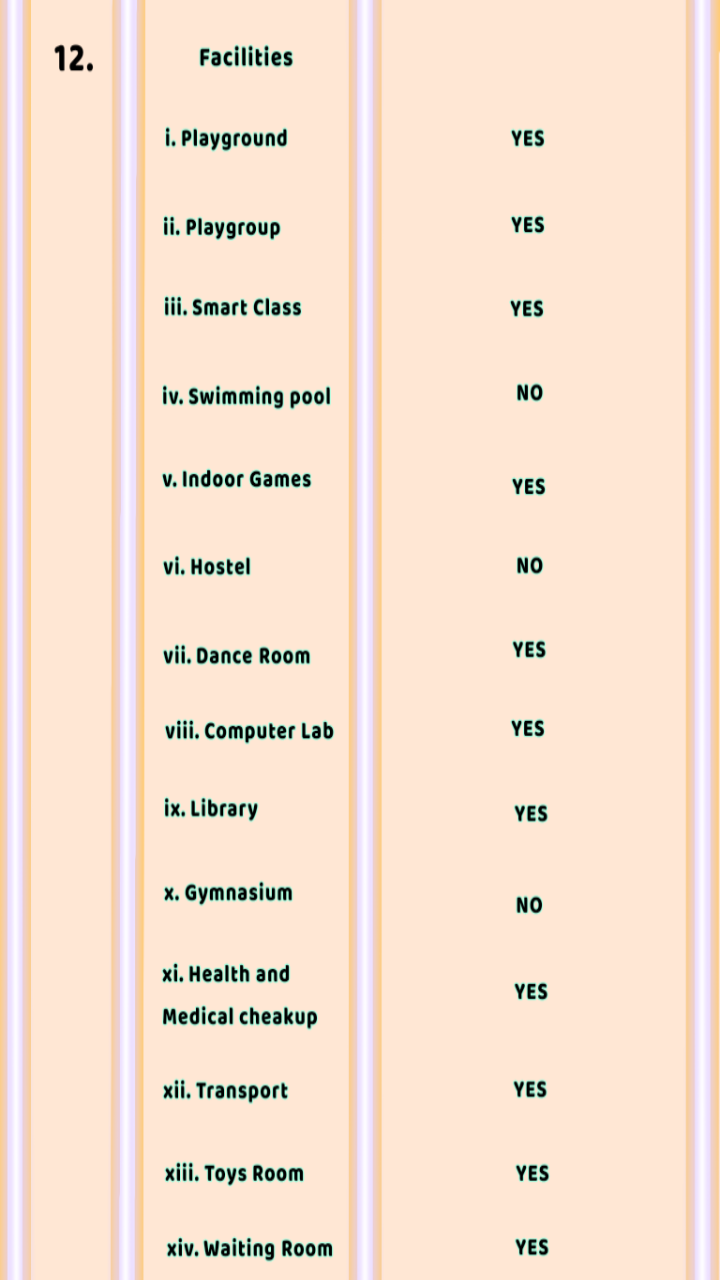 12. Facilities
i. Playground YES
ii. Playgroup YES
iii. Smart Class YES
iv. Swimming pool NO
v. Indoor Games YES
vi. Hostel NO
vii. Dance Room YES
viii. Computer Lab YES
ix. Library YES
x. Gymnasium NO
xi. Health and
Medical cheakup YES
xii. Transport YES
xiii. Toys Room YES
xiv. Waiting Room YES